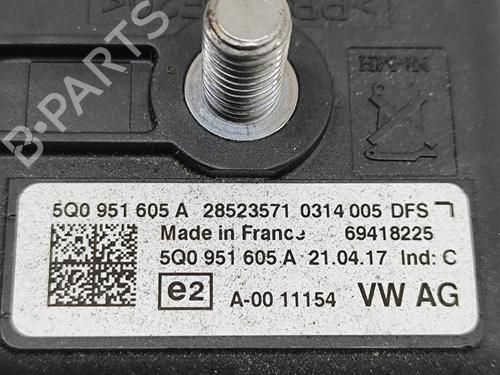 B-PARTS
5Q0 951 605 A 28523571 0314 005 DFS
Made in France 69418225
5Q0 951 605 A 21.04.17 Ind: C
e2 A-00 11154 VW AG